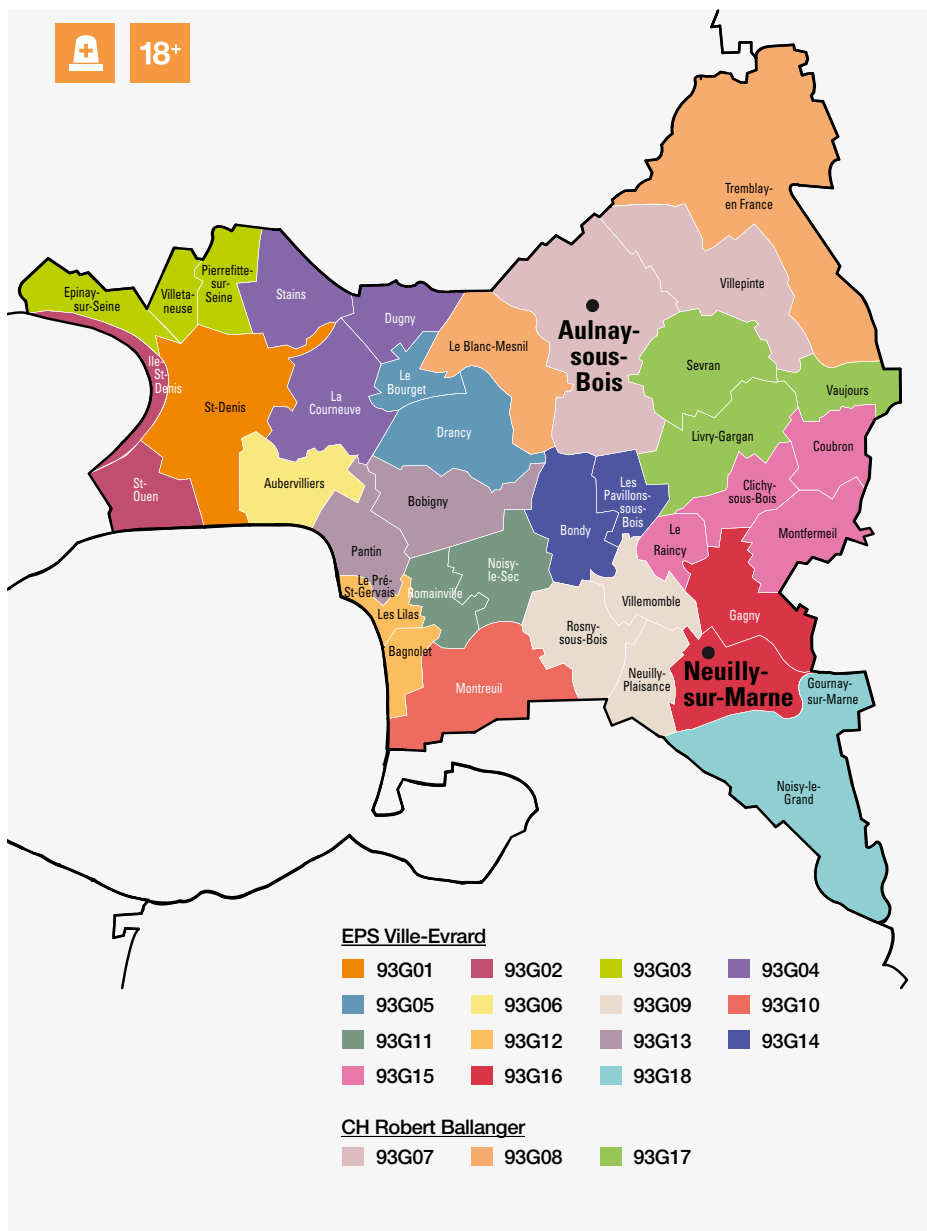 18+
Tremblay-
en France
Epinay-
sur-Seine
Villeta-
neuse
Pierrefitte-
sur-
Seine
Stains
Villepinte
Dugny
Le Blanc-Mesnil
Aulnay-
sous-
Bois
Ile-
St-
Denis
St-Denis
La
Courneuve
Le
Bourget
Sevran
Vaujours
Drancy
Livry-Gargan
Coubron
St-
Ouen
Aubervilliers
Bobigny
Les
Pavillons-
sous-
Bois
Clichy-
sous-Bois
Bondy
Le
Raincy
Montfermeil
Pantin
Noisy-
le-Sec
Le Pré-
St-Gervais
Romainville
Villemomble
Les Lilas
Gagny
Rosny-
sous-Bois
Bagnolet
Neuilly-
Plaisance
Neuilly-
sur-Marne
Gournay-
sur-Marne
Montreuil
Noisy-le-
Grand
EPS Ville-Evrard
93G01 93G02 93G03 93G04
93G05 93G06 93G09 93G10
93G11 93G12 93G13 93G14
93G15 93G16 93G18
CH Robert Ballanger
93G07 93G08 93G17